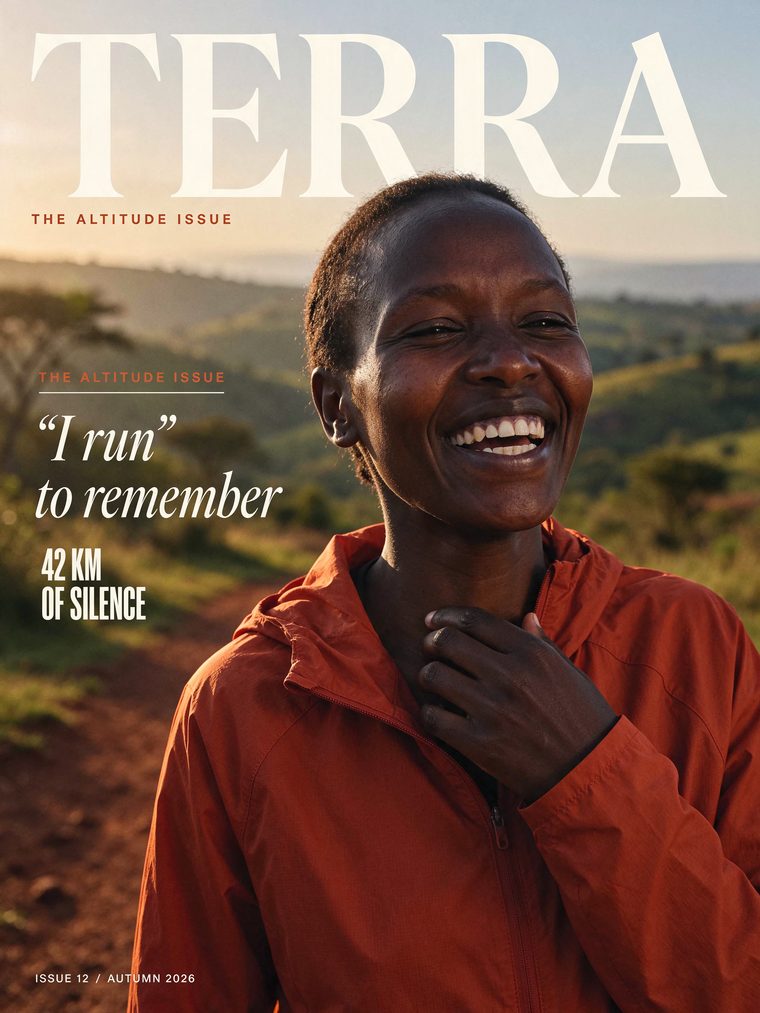 TERRA
THE ALTITUDE ISSUE
THE ALTITUDE ISSUE
“I run”
to remember
42 KM
OF SILENCE
ISSUE 12 / AUTUMN 2026